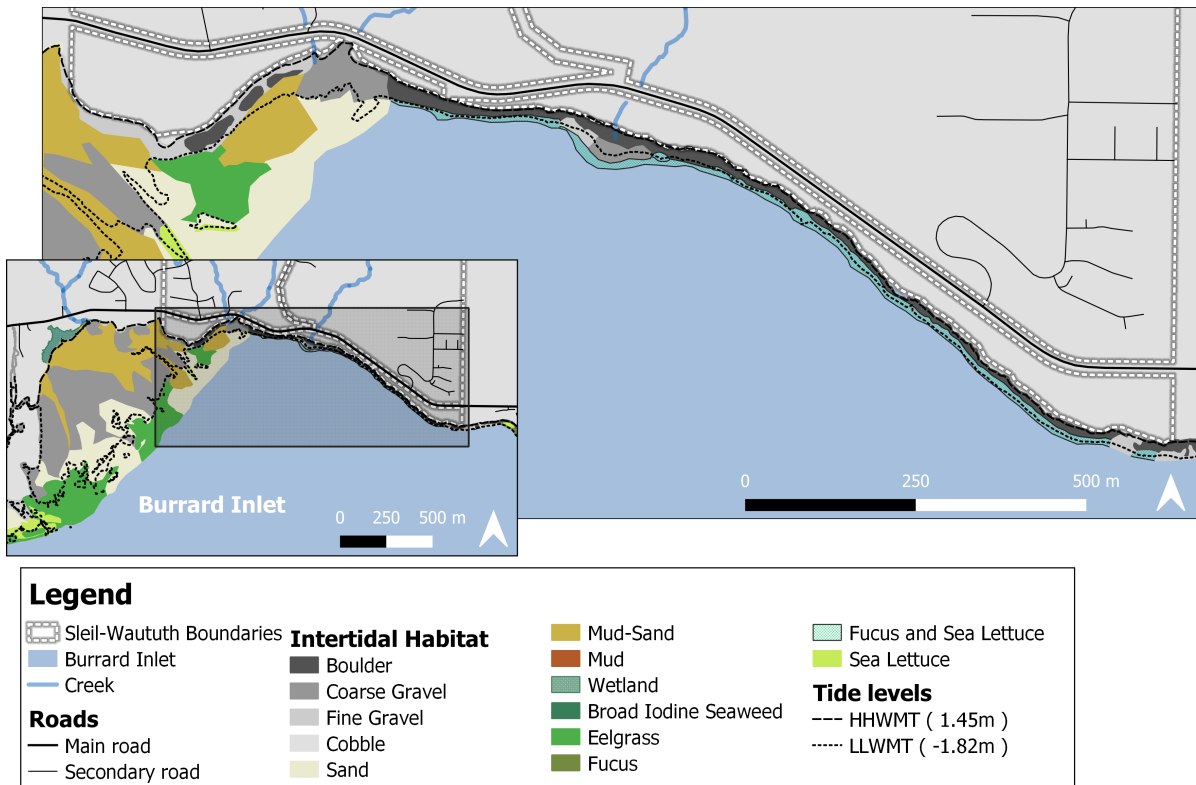 0 250 500 m
Burrard Inlet
0 250 500 m
Legend
Sleil-Waututh Boundaries
Burrard Inlet
Creek
Roads
Main road
Secondary road
Intertidal Habitat
Boulder
Coarse Gravel
Fine Gravel
Cobble
Sand
Mud-Sand
Mud
Wetland
Broad Iodine Seaweed
Eelgrass
Fucus
Fucus and Sea Lettuce
Sea Lettuce
Tide levels
HHWMT ( 1.45m )
LLWMT ( -1.82m )